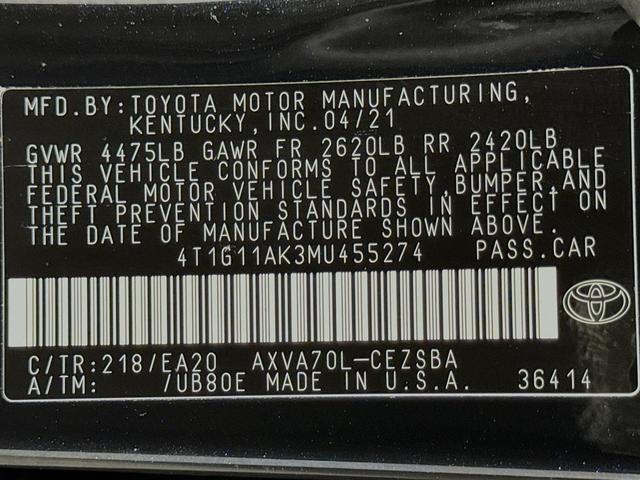 MFD.BY:TOYOTA MOTOR MANUFACTURING,
KENTUCKY,INC.04/21
GVWR 4475LB GAWR FR 2620LB RR 2420LB
THIS VEHICLE CONFORMS TO ALL APPLICABLE
FEDERAL MOTOR VEHICLE SAFETY,BUMPER,AND
THEFT PREVENTION STANDARDS IN EFFECT ON
THE DATE OF MANUFACTURE SHOWN ABOVE.
4T1G11AK3MU455274 PASS.CAR
C/TR:218/EA20 AXVA70L-CEZSBA
A/TM: /UB80E MADE IN U.S.A. 36414